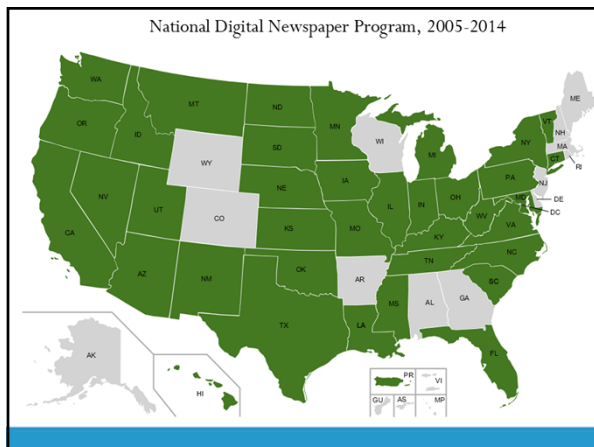 National Digital Newspaper Program, 2005-2014
WA
MT
ND
MN
ME
OR
ID
SD
WI
MI
VT
NH
NY
MA
CT
RI
WY
NE
IA
PA
NJ
NV
UT
CO
IL
IN
OH
MD
DE
DC
CA
KS
MO
WV
VA
KY
AZ
NM
OK
TN
NC
AR
SC
TX
LA
MS
AL
GA
AK
FL
HI
PR
VI
GU
AS
MP